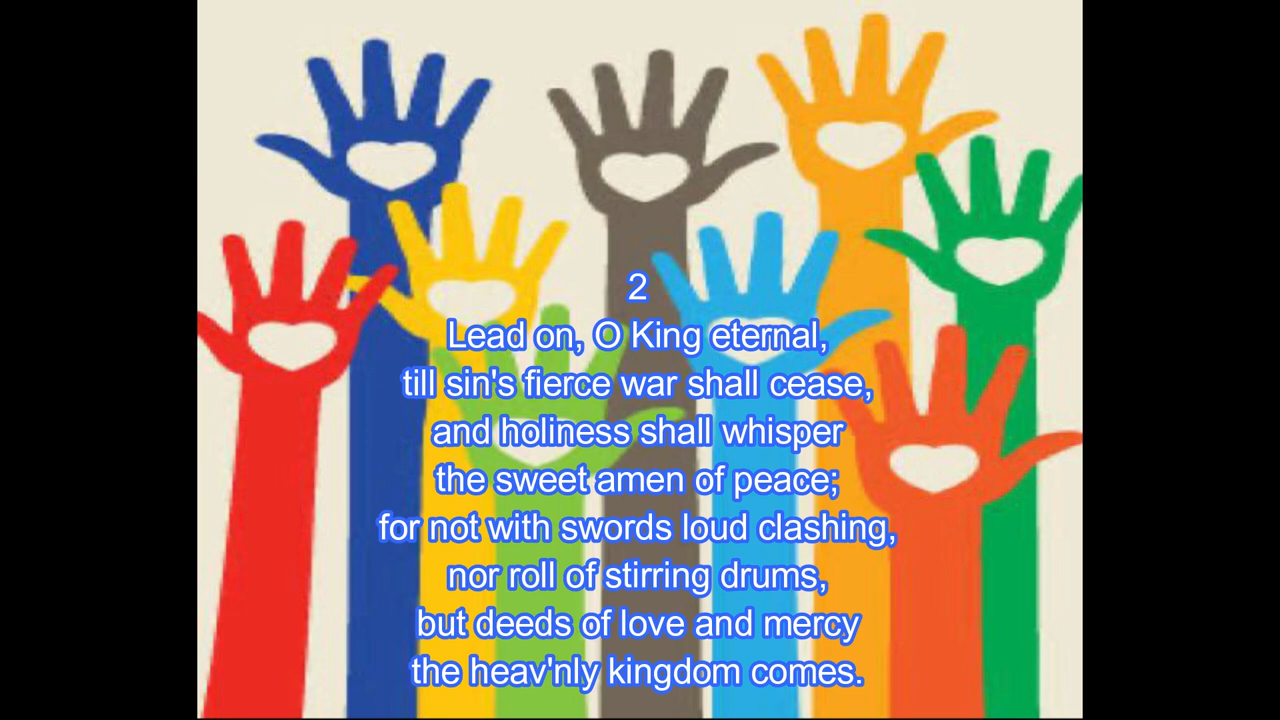 2
Lead on, O King eternal,
till sin's fierce war shall cease,
and holiness shall whisper
the sweet amen of peace;
for not with swords loud clashing,
nor roll of stirring drums,
but deeds of love and mercy
the heav'nly kingdom comes.